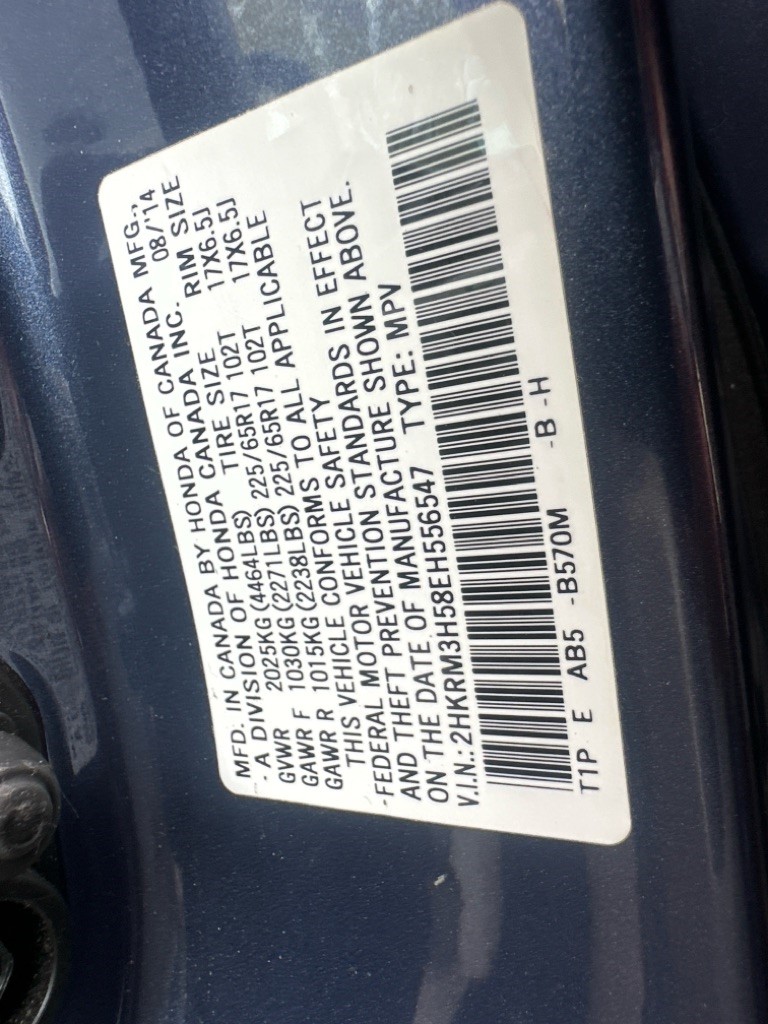 MFD. IN CANADA BY HONDA OF CANADA MFG.,
- A DIVISION OF HONDA CANADA INC. 08/'14
GVWR 2025KG (4464LBS) TIRE SIZE RIM SIZE
GAWR F 1030KG (2271LBS) 225/65R17 102T 17X6.5J
GAWR R 1015KG (2238LBS) 225/65R17 102T 17X6.5J
THIS VEHICLE CONFORMS TO ALL APPLICABLE
-FEDERAL MOTOR VEHICLE SAFETY
AND THEFT PREVENTION STANDARDS IN EFFECT
ON THE DATE OF MANUFACTURE SHOWN ABOVE.
V.I.N.:2HKRM3H58EH556547 TYPE: MPV
T1P E AB5 -B570M -B -H